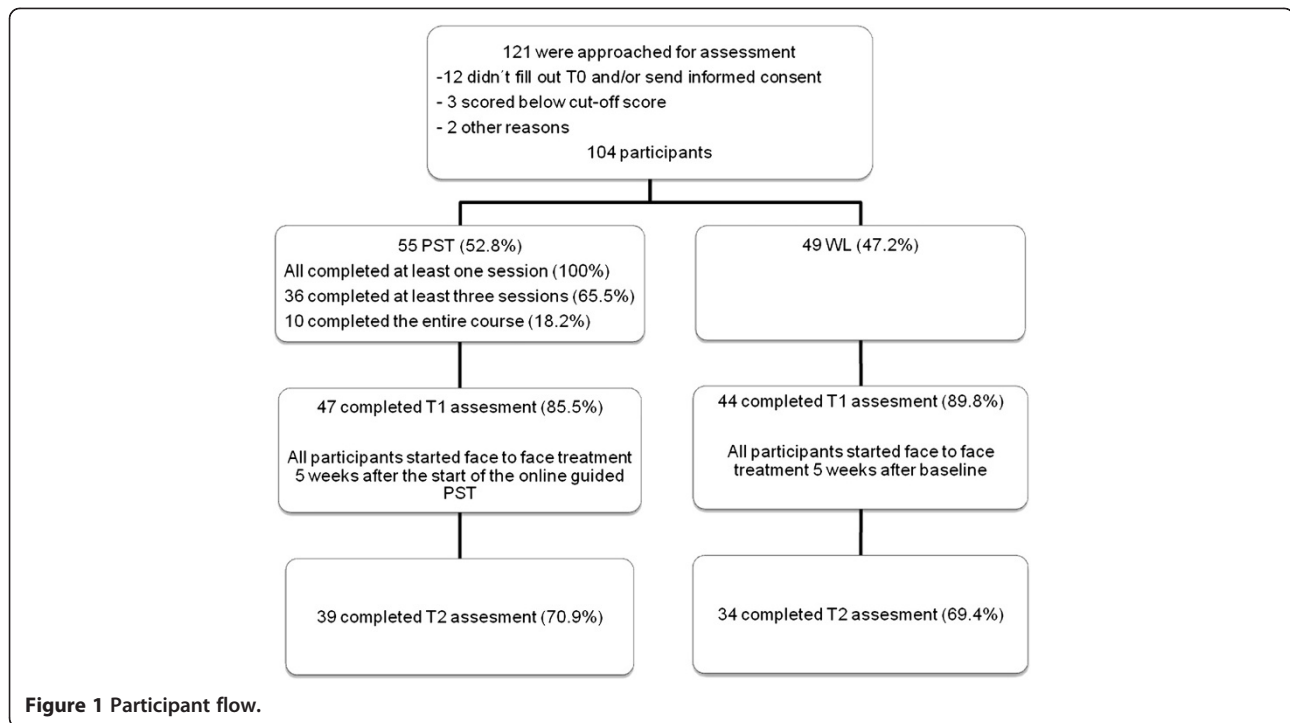 121 were approached for assessment
-12 didn´t fill out T0 and/or send informed consent
- 3 scored below cut-off score
- 2 other reasons
104 participants
55 PST (52.8%)
All completed at least one session (100%)
36 completed at least three sessions (65.5%)
10 completed the entire course (18.2%)
49 WL (47.2%)
47 completed T1 assesment (85.5%)
All participants started face to face treatment
5 weeks after the start of the online guided
PST
44 completed T1 assesment (89.8%)
All participants started face to face
treatment 5 weeks after baseline
39 completed T2 assesment (70.9%)
34 completed T2 assesment (69.4%)
Figure 1 Participant flow.